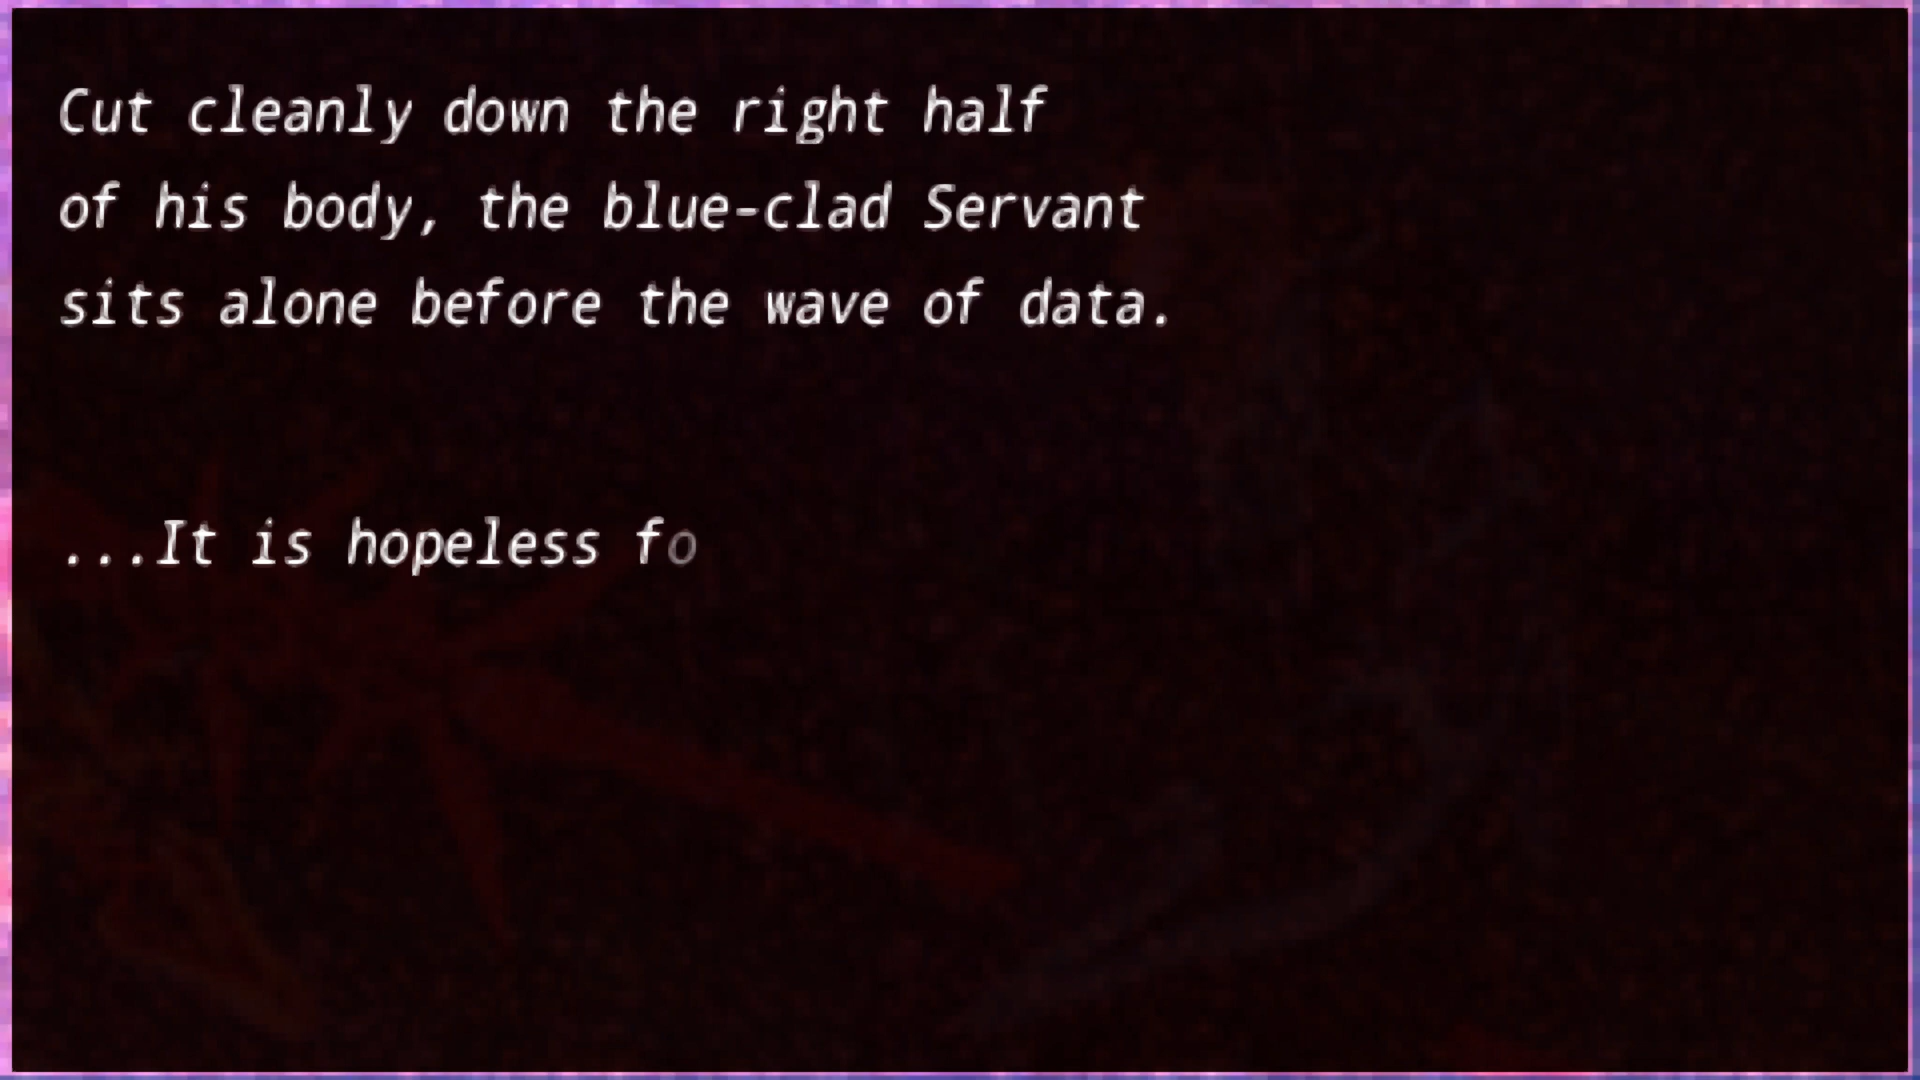 Cut cleanly down the right half
of his body, the blue-clad Servant
sits alone before the wave of data.
...It is hopeless fo